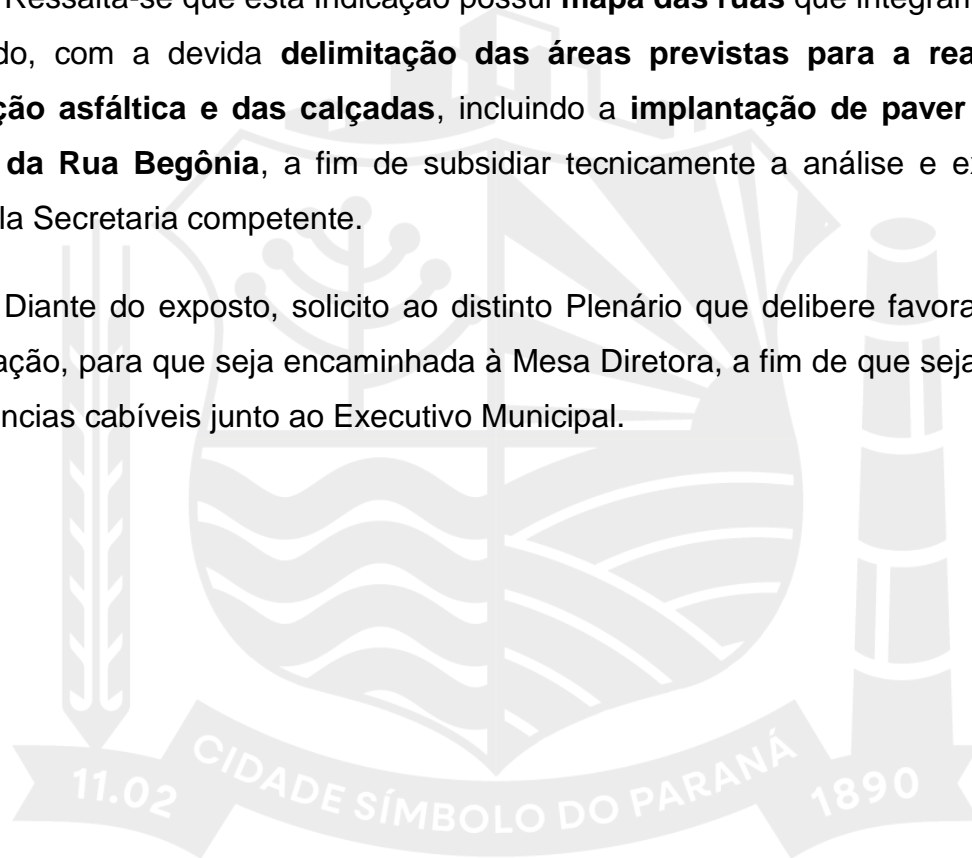 Ressalta-se que esta Indicação possui mapa das ruas que integram
do, com a devida delimitação das áreas previstas para a rea
ção asfáltica e das calçadas, incluindo a implantação de paver
da Rua Begônia, a fim de subsidiar tecnicamente a análise e ex
la Secretaria competente.
Diante do exposto, solicito ao distinto Plenário que delibere favora
ação, para que seja encaminhada à Mesa Diretora, a fim de que seja
ncias cabíveis junto ao Executivo Municipal.
11.02 CIDADE SÍMBOLO DO PARANÁ 1890